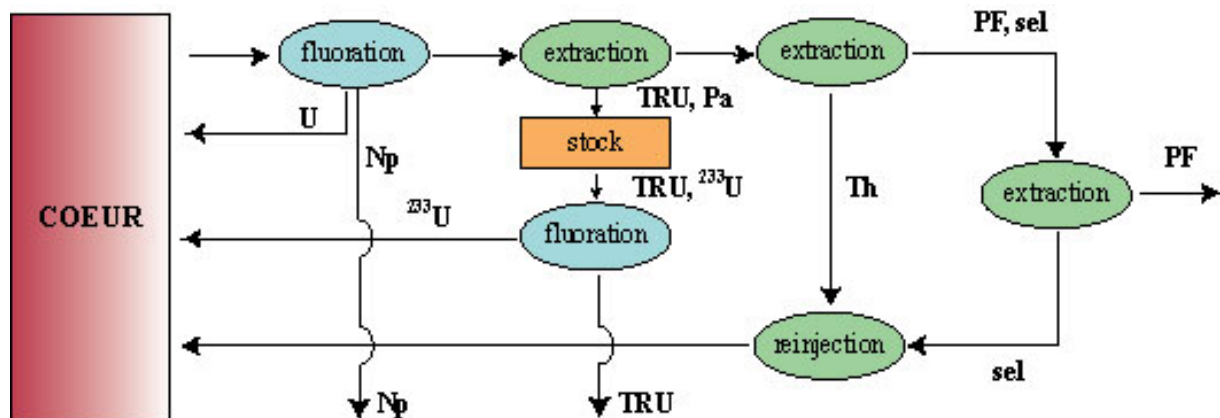 PF, sel
fluoration
extraction
extraction
TRU, Pa
U
stock
Np
PF
TRU, ²³³U
Th
extraction
COEUR
²³³U
fluoration
reinjection
sel
Np
TRU